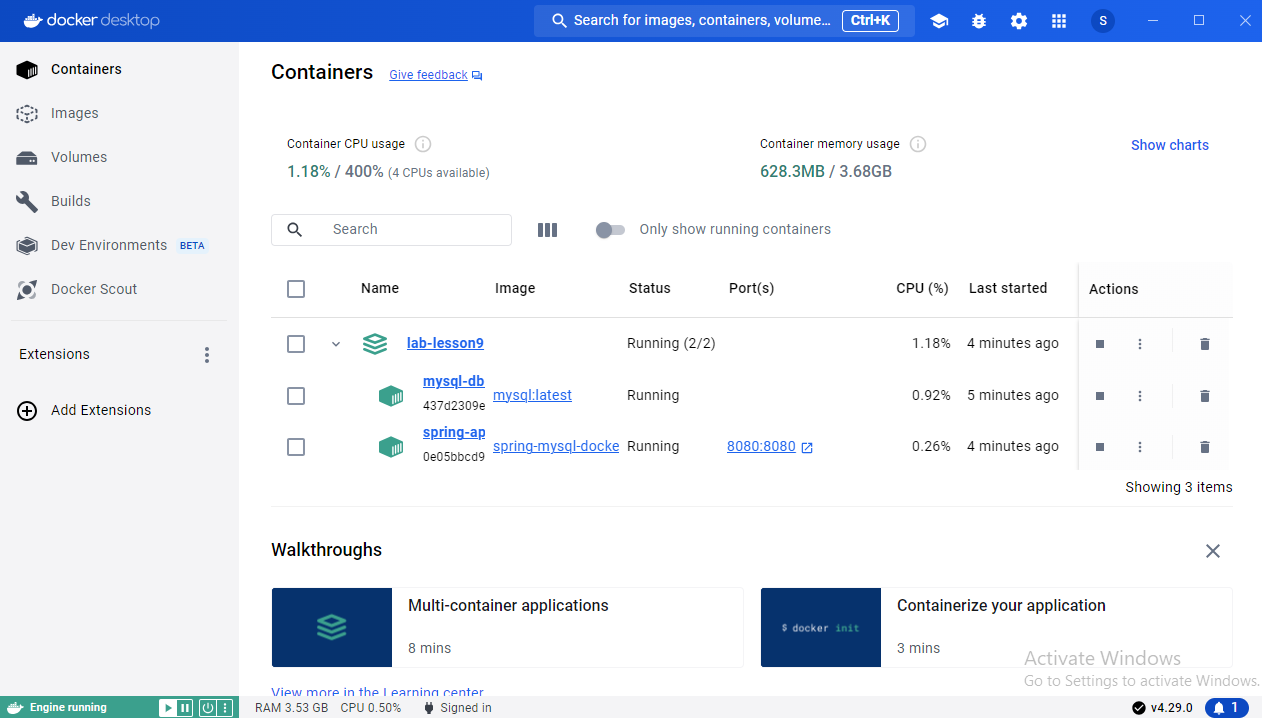 docker desktop
Search for images, containers, volume...
Ctrl+K
S
Containers
Images
Volumes
Builds
Dev Environments BETA
Docker Scout
Extensions
Add Extensions
Containers Give feedback
Container CPU usage
1.18% / 400% (4 CPUs available)
Container memory usage
628.3MB / 3.68GB
Show charts
Search
Only show running containers
Name Image Status Port(s) CPU (%) Last started Actions
lab-lesson9 Running (2/2) 1.18% 4 minutes ago
mysql-db
437d2309e
mysql:latest Running 0.92% 5 minutes ago
spring-ap
0e05bbcd9
spring-mysql-docke Running 8080:8080 0.26% 4 minutes ago
Showing 3 items
Walkthroughs
Multi-container applications
8 mins
$ docker init
Containerize your application
3 mins
View more in the Learning center
Activate Windows
Go to Settings to activate Windows.
Engine running
RAM 3.53 GB CPU 0.50% Signed in
v4.29.0
1